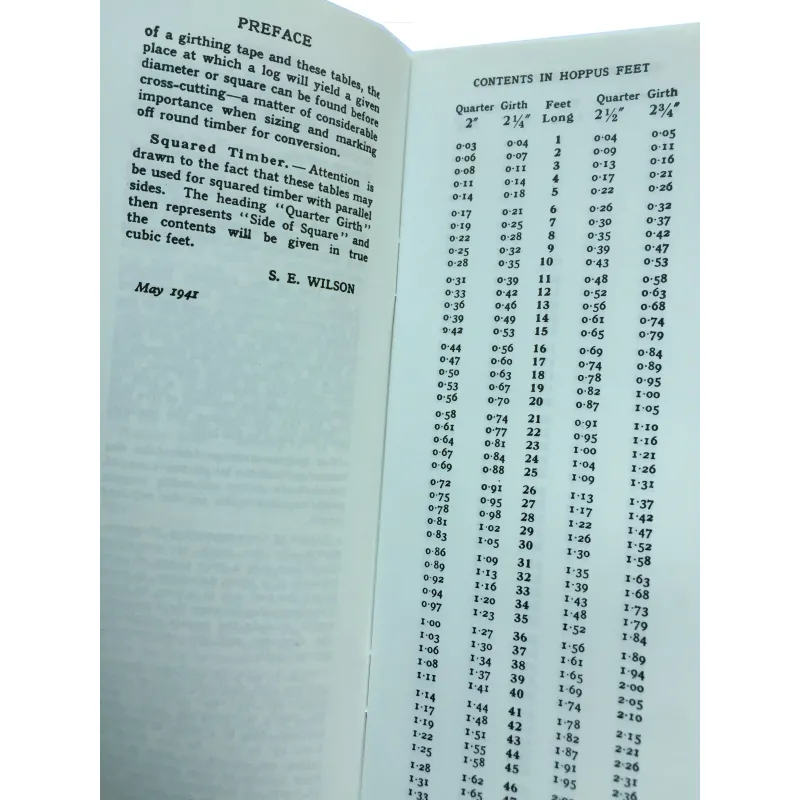 PREFACE
of a girthing tape and these tables, the
place at which a log will yield a given
diameter or square can be found before
cross-cutting—a matter of considerable
importance when sizing and marking
off round timber for conversion.
Squared Timber.—Attention is
drawn to the fact that these tables may
be used for squared timber with parallel
sides. The heading "Quarter Girth"
then represents "Side of Square" and
the contents will be given in true
cubic feet.
S. E. WILSON
May 1941
CONTENTS IN HOPPUS FEET
Quarter Girth Feet Quarter Girth
2″ 2¼″ Long 2½″ 2¾″
0·03 0·04 1 0·04 0·05
0·06 0·07 2 0·09 0·11
0·08 0·11 3 0·13 0·16
0·11 0·14 4 0·17 0·21
0·14 0·18 5 0·22 0·26
0·17 0·21 6 0·26 0·32
0·19 0·25 7 0·30 0·37
0·22 0·28 8 0·35 0·42
0·25 0·32 9 0·39 0·47
0·28 0·35 10 0·43 0·53
0·31 0·39 11 0·48 0·58
0·33 0·42 12 0·52 0·63
0·36 0·46 13 0·56 0·68
0·39 0·49 14 0·61 0·74
0·42 0·53 15 0·65 0·79
0·44 0·56 16 0·69 0·84
0·47 0·60 17 0·74 0·89
0·50 0·63 18 0·78 0·95
0·53 0·67 19 0·82 1·00
0·56 0·70 20 0·87 1·05
0·58 0·74 21 0·91 1·10
0·61 0·77 22 0·95 1·16
0·64 0·81 23 1·00 1·21
0·67 0·84 24 1·04 1·26
0·69 0·88 25 1·09 1·31
0·72 0·91 26 1·13 1·37
0·75 0·95 27 1·17 1·42
0·78 0·98 28 1·22 1·47
0·81 1·02 29 1·26 1·52
0·83 1·05 30 1·30 1·58
0·86 1·09 31 1·35 1·63
0·89 1·13 32 1·39 1·68
0·92 1·16 33 1·43 1·73
0·94 1·20 34 1·48 1·79
0·97 1·23 35 1·52 1·84
1·00 1·27 36 1·56 1·89
1·03 1·30 37 1·61 1·94
1·06 1·34 38 1·65 2·00
1·08 1·37 39 1·69 2·05
1·11 1·41 40 1·74 2·10
1·14 1·44 41 1·78 2·15
1·17 1·48 42 1·82 2·21
1·19 1·51 43 1·87 2·26
1·22 1·55 44 1·91 2·31
1·25 1·58 45 1·95 2·36
1·28 1·62 46
1·31 1·65
1·33